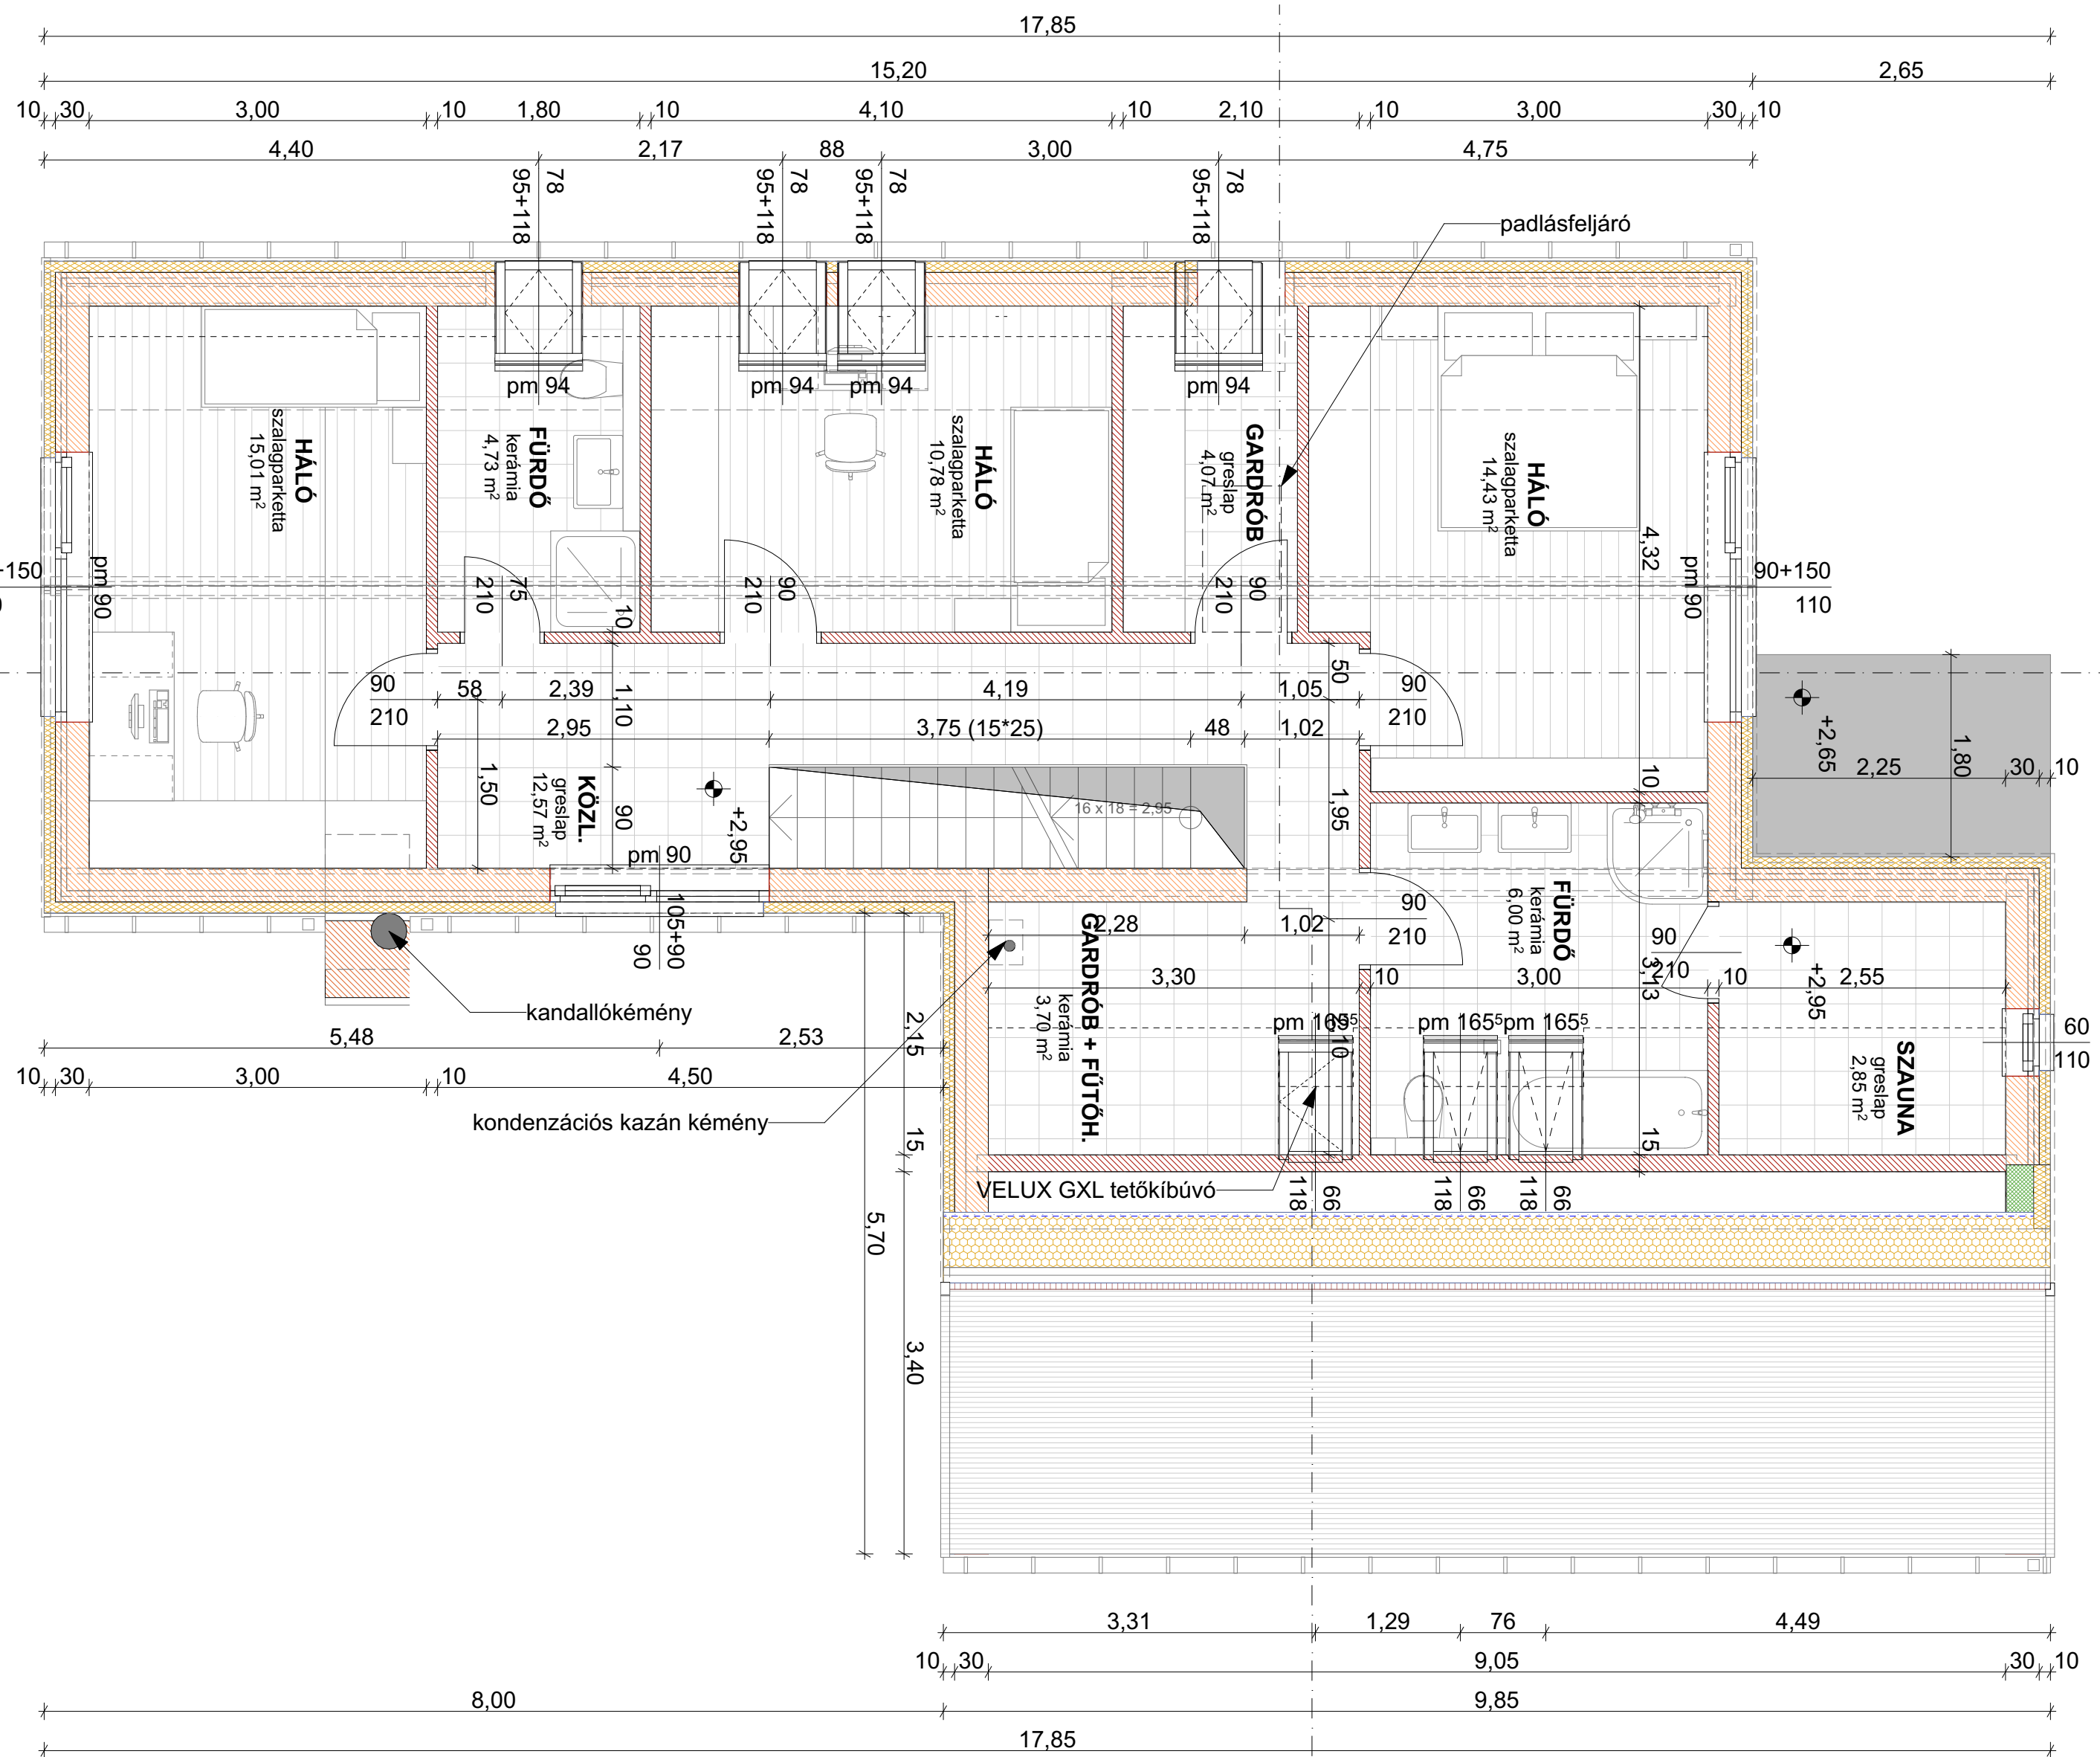 17,85
15,20
2,65
10
30
3,00
10
1,80
10
4,10
10
2,10
10
3,00
30
10
4,40
2,17
88
3,00
4,75
78
95+118
78
95+118
78
95+118
78
95+118
padlásfeljáró
pm 94
pm 94
pm 94
pm 94
HÁLÓ
szalagparketta
15,01 m²
FÜRDŐ
kerámia
4,73 m²
HÁLÓ
szalagparketta
10,78 m²
GARDRÓB
greslap
4,07 m²
HÁLÓ
szalagparketta
14,43 m²
4,32
+150
pm 90
75
210
10
90
210
90
210
pm 90
90+150
110
90
210
58
2,39
1,10
4,19
1,05
50
90
210
2,95
3,75 (15*25)
48
1,02
+2,65
1,80
2,25
30
10
1,50
KÖZL.
greslap
12,57 m²
90
+2,95
16 x 18 = 2,95
1,95
10
pm 90
105+90
90
2,28
1,02
90
210
FÜRDŐ
kerámia
6,00 m²
90
210
3,13
+2,95
3,30
10
3,00
10
2,55
kandallókémény
GARDRÓB + FŰTŐH.
kerámia
3,70 m²
pm 165⁵
pm 165⁵
pm 165⁵
2,10
SZAUNA
greslap
2,85 m²
60
110
5,48
2,53
2,15
10
30
3,00
10
4,50
kondenzációs kazán kémény
15
15
VELUX GXL tetőkíbúvó
66
118
66
118
66
118
5,70
3,40
3,31
1,29
76
4,49
10
30
9,05
30
10
8,00
9,85
17,85